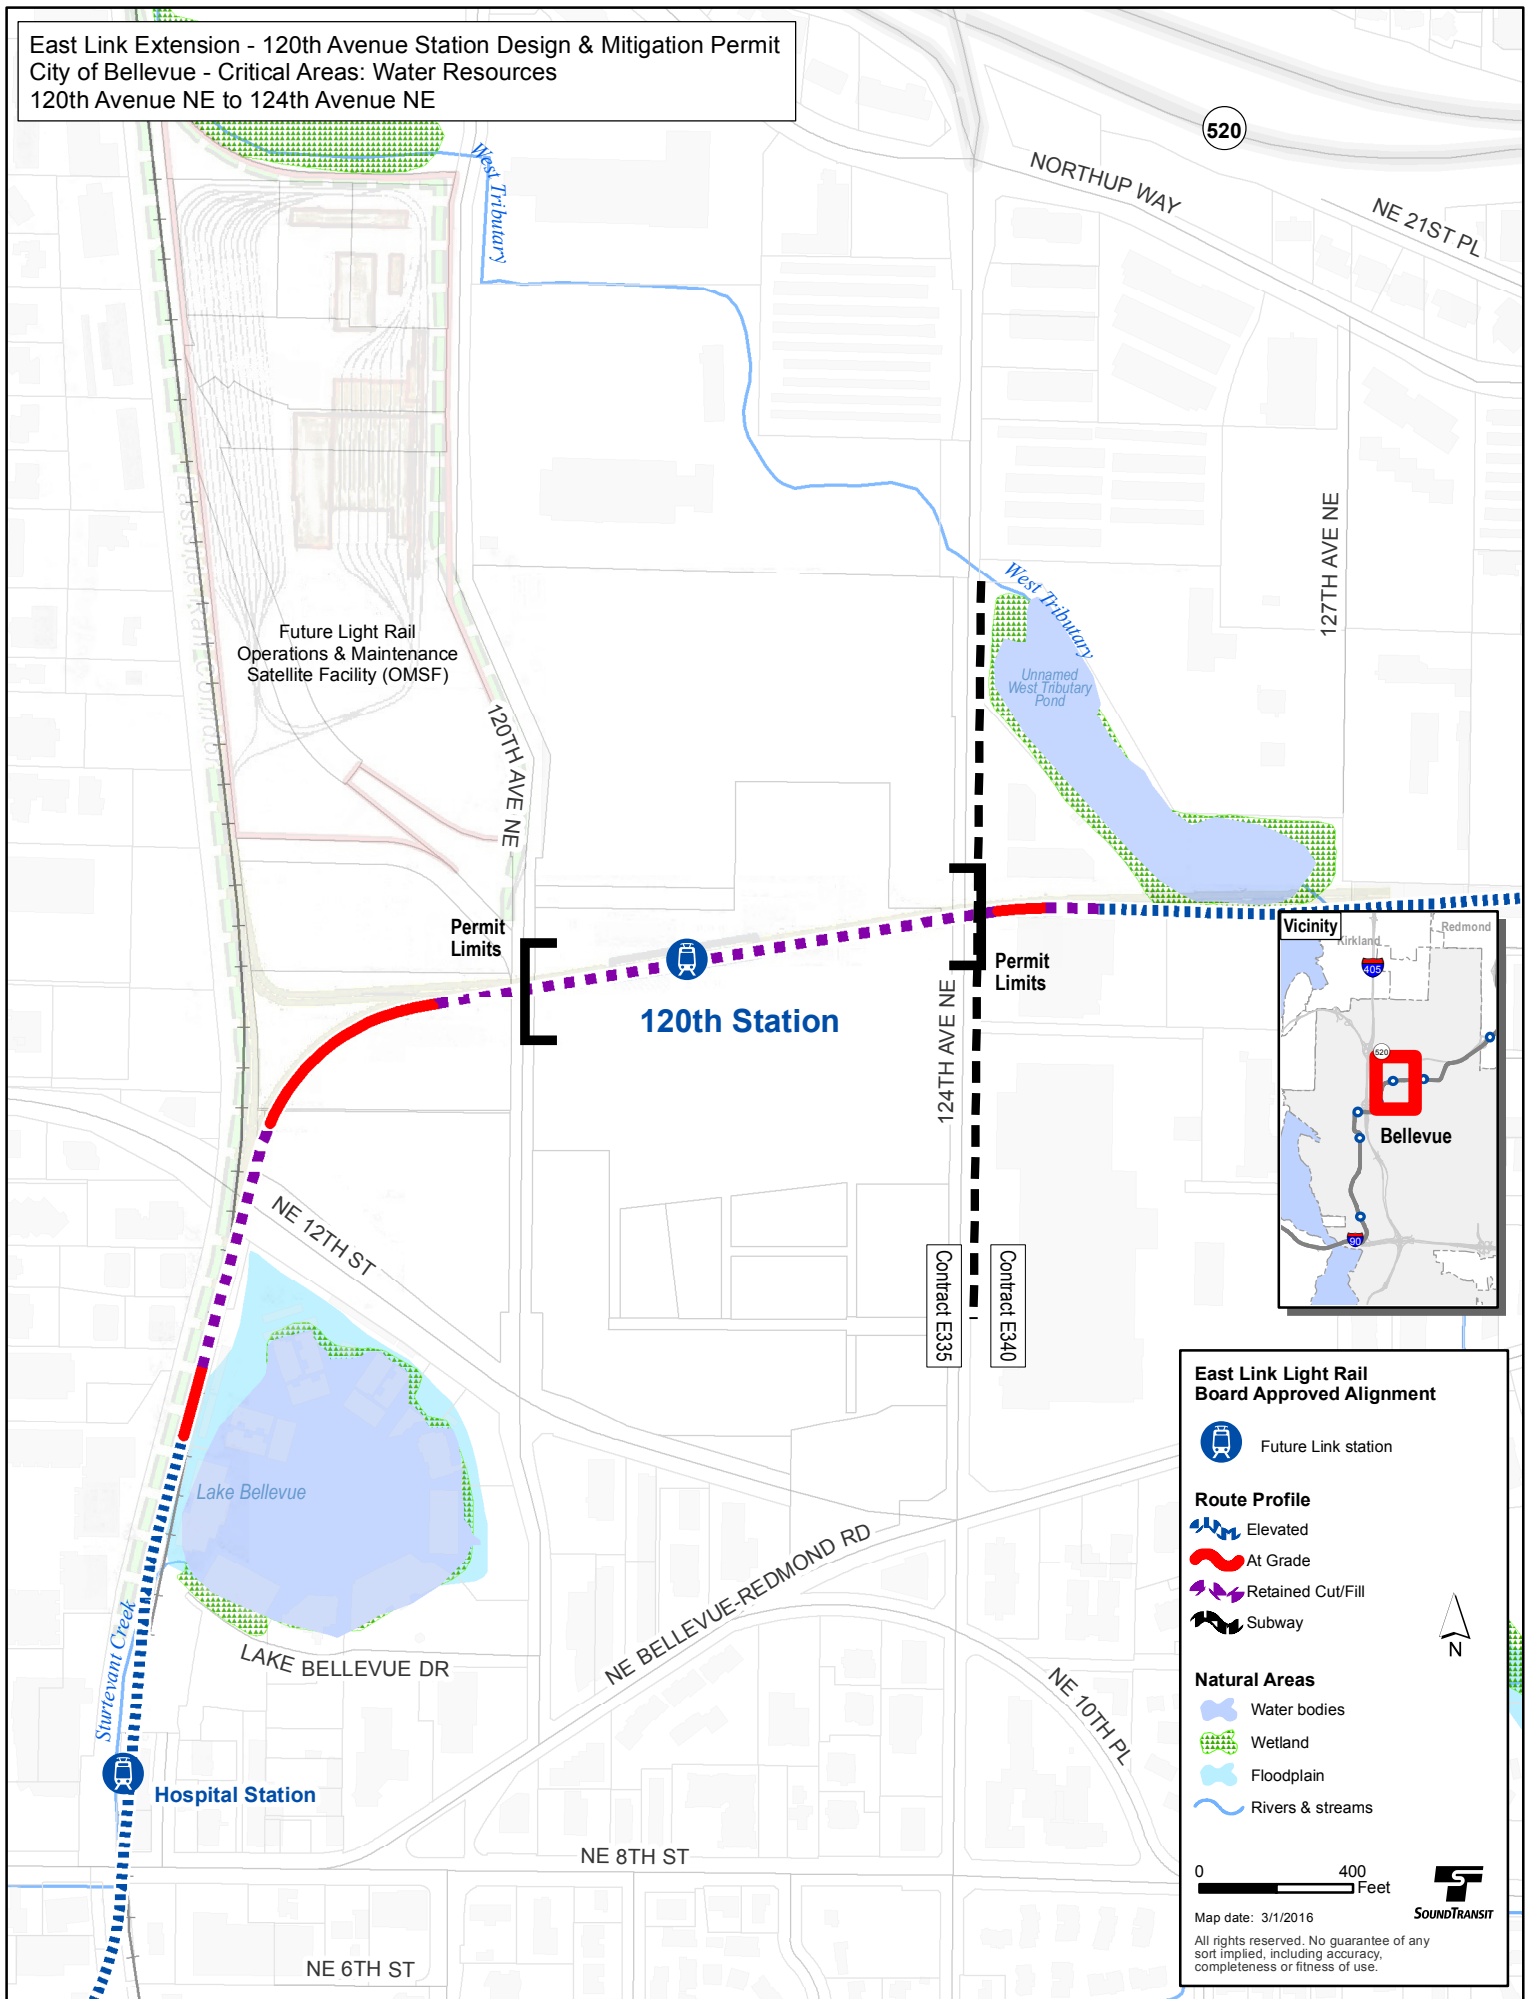 East Link Extension - 120th Avenue Station Design & Mitigation Permit
City of Bellevue - Critical Areas: Water Resources
120th Avenue NE to 124th Avenue NE
520
West Tributary
NORTHUP WAY
NE 21ST PL
Eastside Rail Corridor
127TH AVE NE
West Tributary
Future Light Rail
Operations & Maintenance
Satellite Facility (OMSF)
Unnamed
West Tributary
Pond
120TH AVE NE
Permit
Limits
Permit
Limits
120th Station
124TH AVE NE
Vicinity
Kirkland
Redmond
405
520
Bellevue
90
NE 12TH ST
Contract E335
Contract E340
Lake Bellevue
NE BELLEVUE-REDMOND RD
Sturtevant Creek
LAKE BELLEVUE DR
NE 10TH PL
Hospital Station
NE 8TH ST
NE 6TH ST
East Link Light Rail
Board Approved Alignment
Future Link station
Route Profile
Elevated
At Grade
Retained Cut/Fill
Subway
N
Natural Areas
Water bodies
Wetland
Floodplain
Rivers & streams
0 400
Feet
SOUNDTRANSIT
Map date: 3/1/2016
All rights reserved. No guarantee of any
sort implied, including accuracy,
completeness or fitness of use.